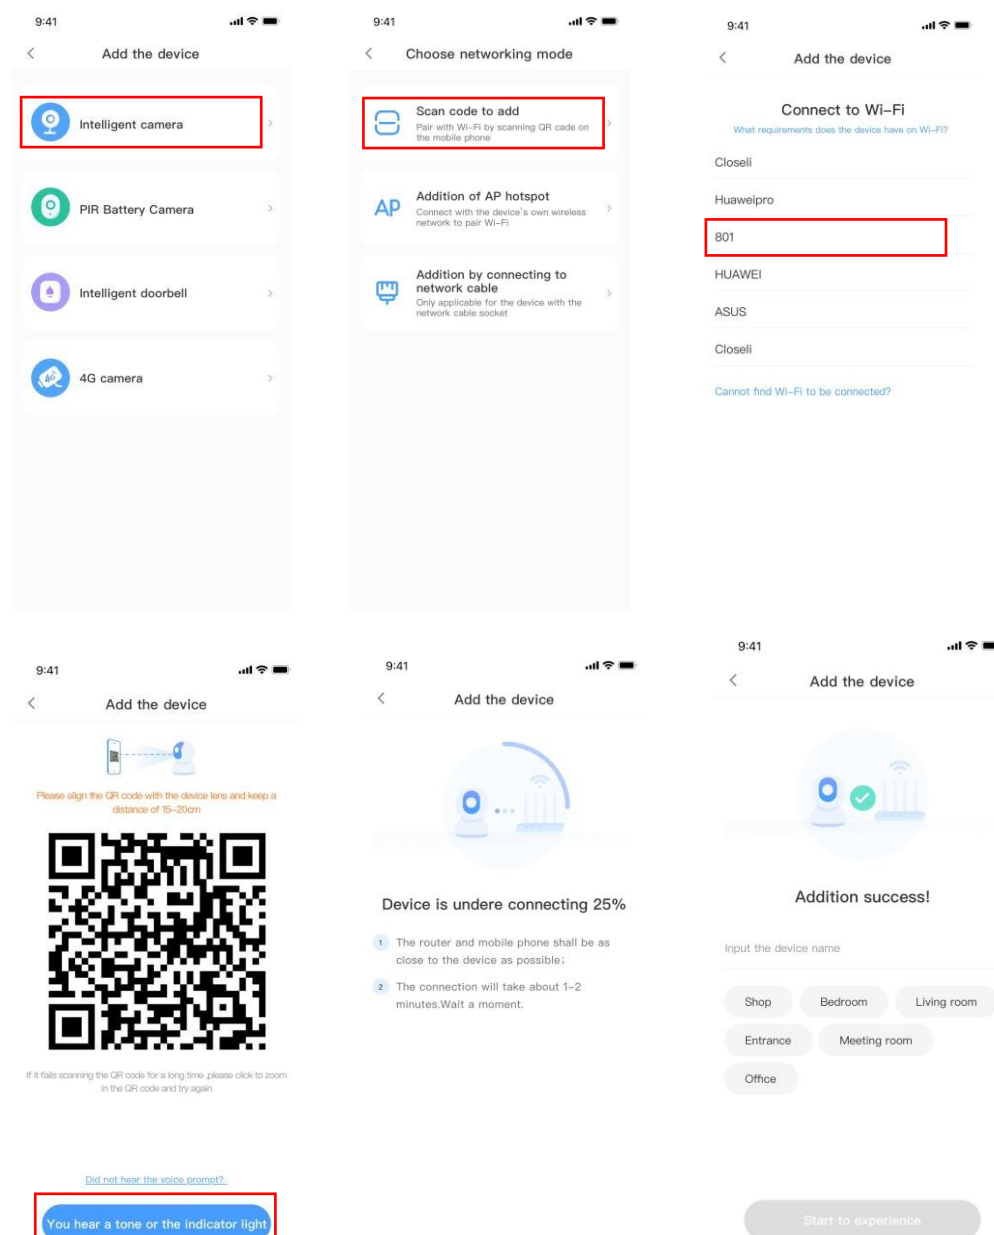 9:41
Add the device
Intelligent camera
PIR Battery Camera
Intelligent doorbell
4G camera
9:41
Choose networking mode
Scan code to add
Pair with Wi-Fi by scanning QR cade on
the mobile phone
AP
Addition of AP hotspot
Connect with the device's own wireless
network to pair Wi-Fi
Addition by connecting to
network cable
Only applicable for the device with the
network cable socket
9:41
Add the device
Connect to Wi-Fi
What requirements does the device have on Wi-Fi?
Closeli
Huaweipro
801
HUAWEI
ASUS
Closeli
Cannot find Wi-Fi to be connected?
9:41
Add the device
Please align the QR code with the device lens and keep a
distance of 15-20cm
If it fails scanning the QR code for a long time ,please click to zoom
in the QR code and try again
Did not hear the voice prompt?
You hear a tone or the indicator light
9:41
Add the device
Device is undere connecting 25%
1 The router and mobile phone shall be as
close to the device as possible;
2 The connection will take about 1-2
minutes.Wait a moment.
9:41
Add the device
Addition success!
Input the device name
Shop Bedroom Living room
Entrance Meeting room
Office
Start to experience